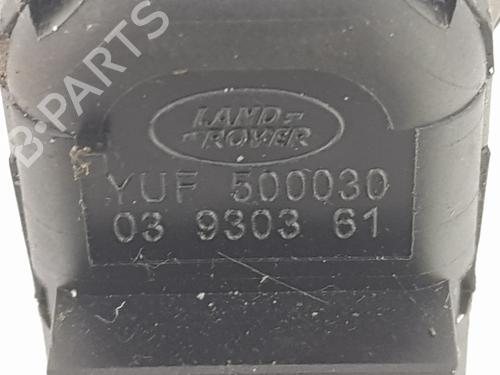 LAND
ROVER
YUF 500030
03 9303 61
B-PARTS